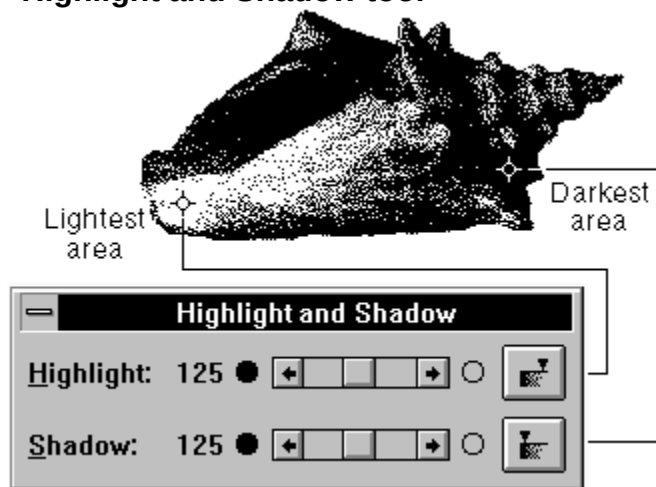 Highlight and Shadow tool
Lightest
area
Darkest
area
Highlight and Shadow
Highlight: 125
Shadow: 125